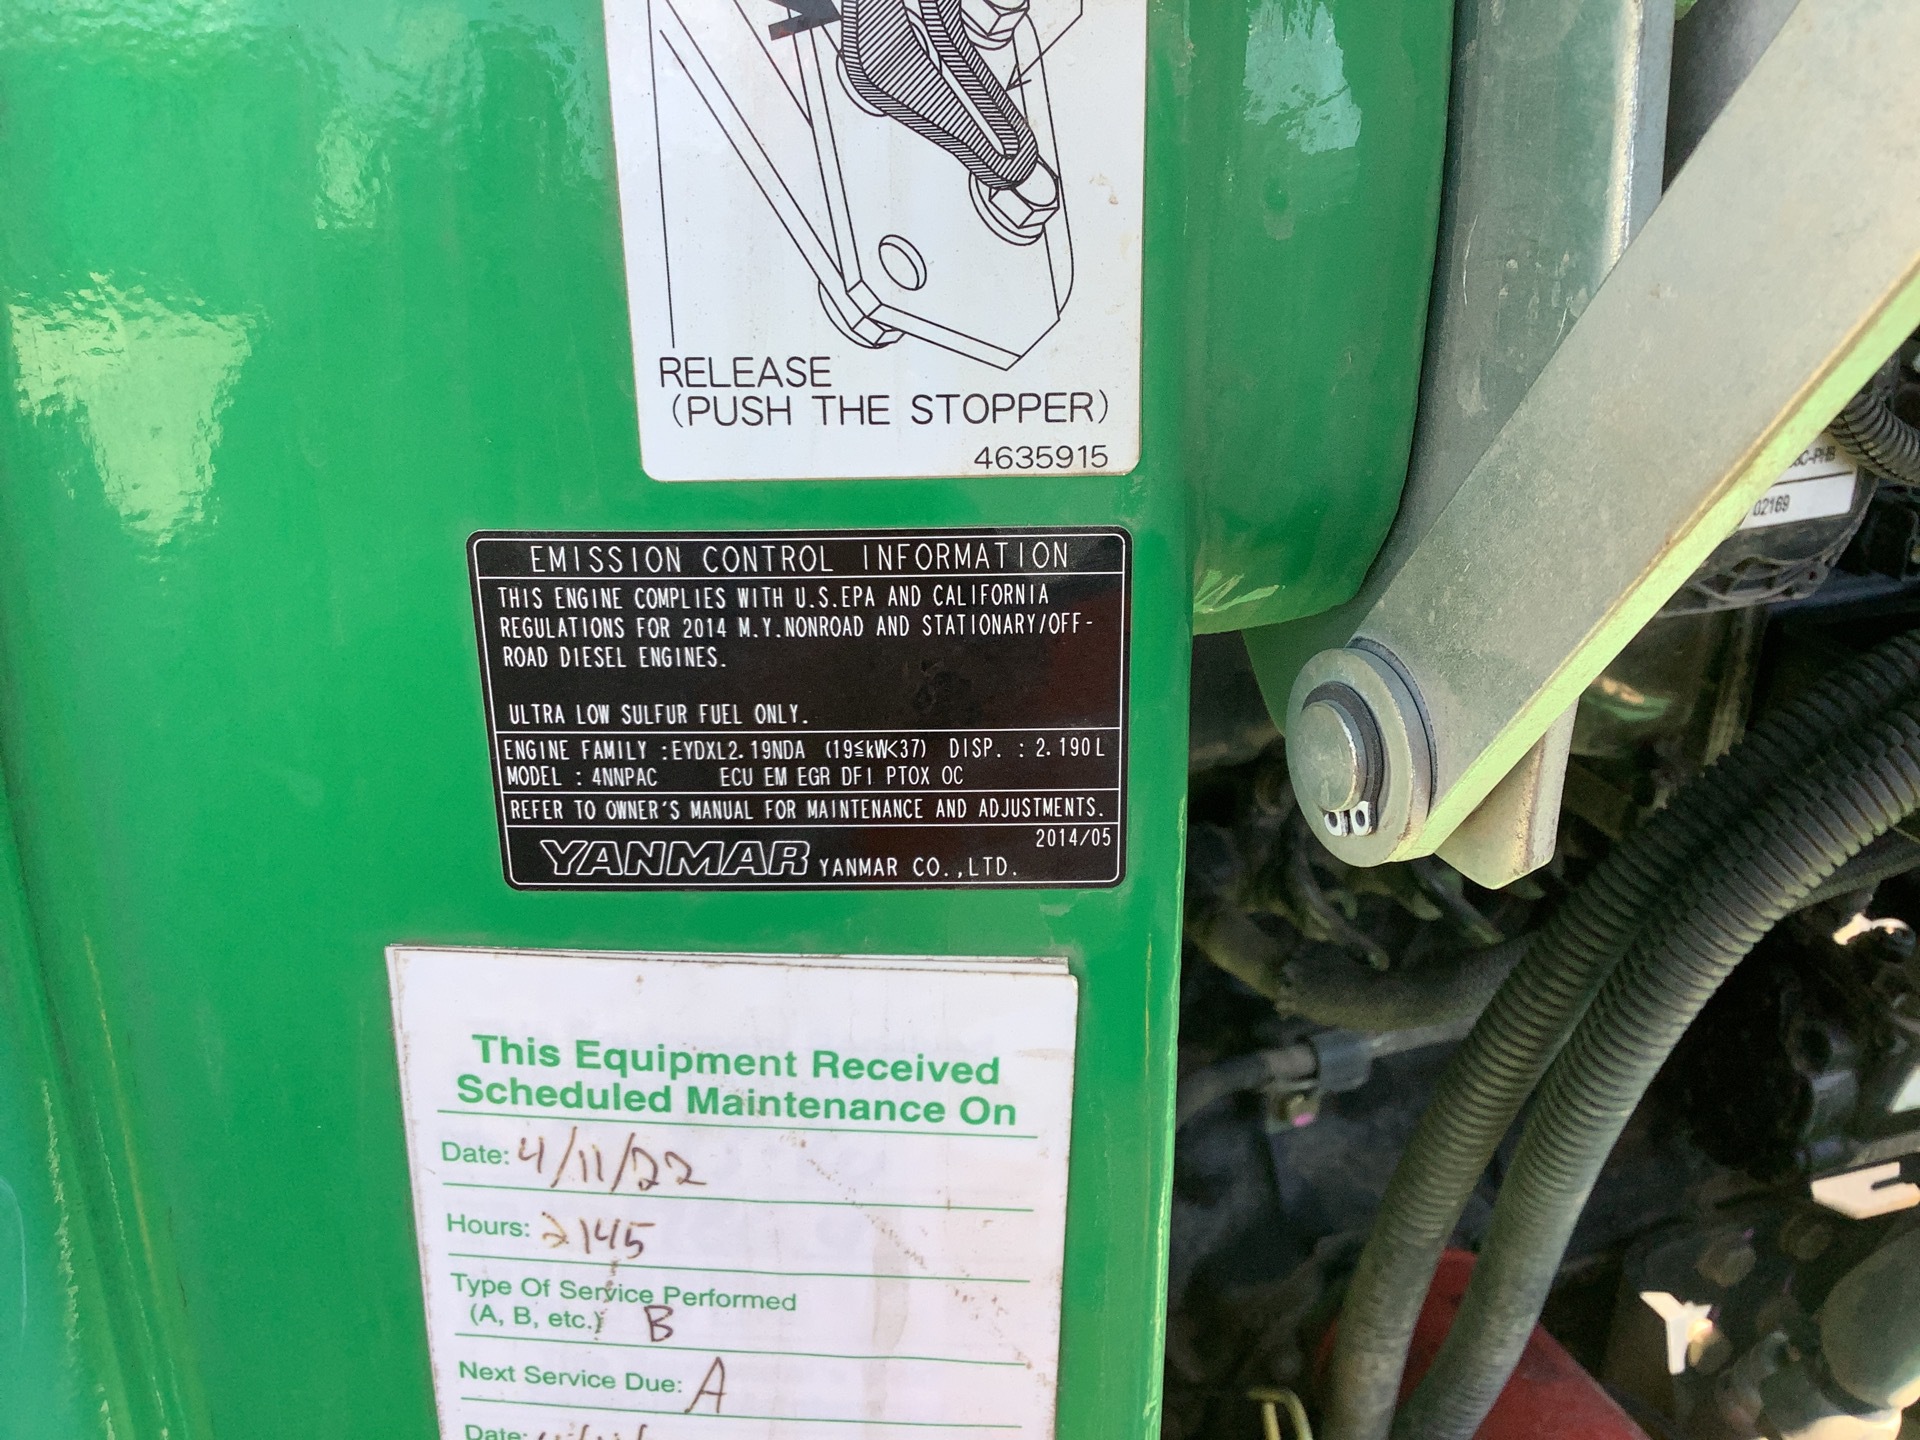 RELEASE
(PUSH THE STOPPER)
4635915
02169
EMISSION CONTROL INFORMATION
THIS ENGINE COMPLIES WITH U.S.EPA AND CALIFORNIA
REGULATIONS FOR 2014 M.Y.NONROAD AND STATIONARY/OFF-
ROAD DIESEL ENGINES.
ULTRA LOW SULFUR FUEL ONLY.
ENGINE FAMILY :EYDXL2.19NDA (19≦kW<37) DISP. : 2.190L
MODEL : 4NNPAC ECU EM EGR DFI PTOX OC
REFER TO OWNER'S MANUAL FOR MAINTENANCE AND ADJUSTMENTS.
2014/05
YANMAR YANMAR CO.,LTD.
This Equipment Received
Scheduled Maintenance On
Date: 4/11/22
Hours: 2145
Type Of Service Performed
(A, B, etc.) B
Next Service Due: A
Date: